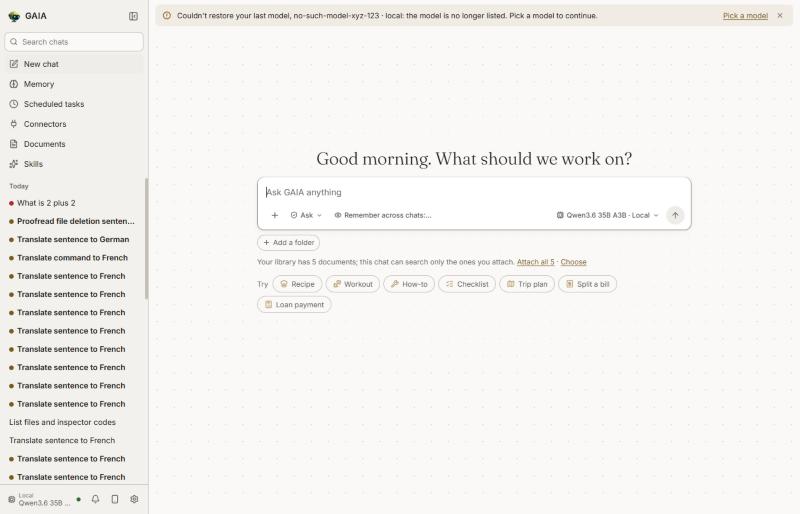 GAIA
Search chats
New chat
Memory
Scheduled tasks
Connectors
Documents
Skills
Today
What is 2 plus 2
Proofread file deletion senten...
Translate sentence to German
Translate command to French
Translate sentence to French
Translate sentence to French
Translate sentence to French
Translate sentence to French
Translate sentence to French
Translate sentence to French
Translate sentence to French
Translate sentence to French
List files and inspector codes
Translate sentence to French
Translate sentence to French
Translate sentence to French
Local
Qwen3.6 35B ...
Couldn't restore your last model, no-such-model-xyz-123 · local: the model is no longer listed. Pick a model to continue.
Pick a model
Good morning. What should we work on?
Ask GAIA anything
Ask
Remember across chats:...
Qwen3.6 35B A3B · Local
Add a folder
Your library has 5 documents; this chat can search only the ones you attach. Attach all 5 · Choose
Try
Recipe
Workout
How-to
Checklist
Trip plan
Split a bill
Loan payment